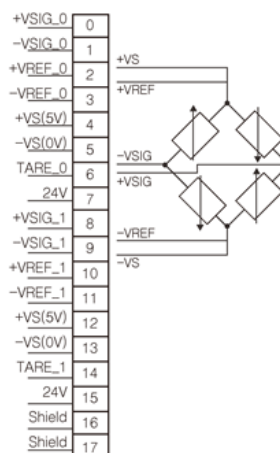 +VSIG_0 0
−VSIG_0 1
+VREF_0 2
−VREF_0 3
+VS(5V) 4
−VS(0V) 5
TARE_0 6
24V 7
+VSIG_1 8
−VSIG_1 9
+VREF_1 10
−VREF_1 11
+VS(5V) 12
−VS(0V) 13
TARE_1 14
24V 15
Shield 16
Shield 17
+VS
+VREF
−VSIG
+VSIG
−VREF
−VS